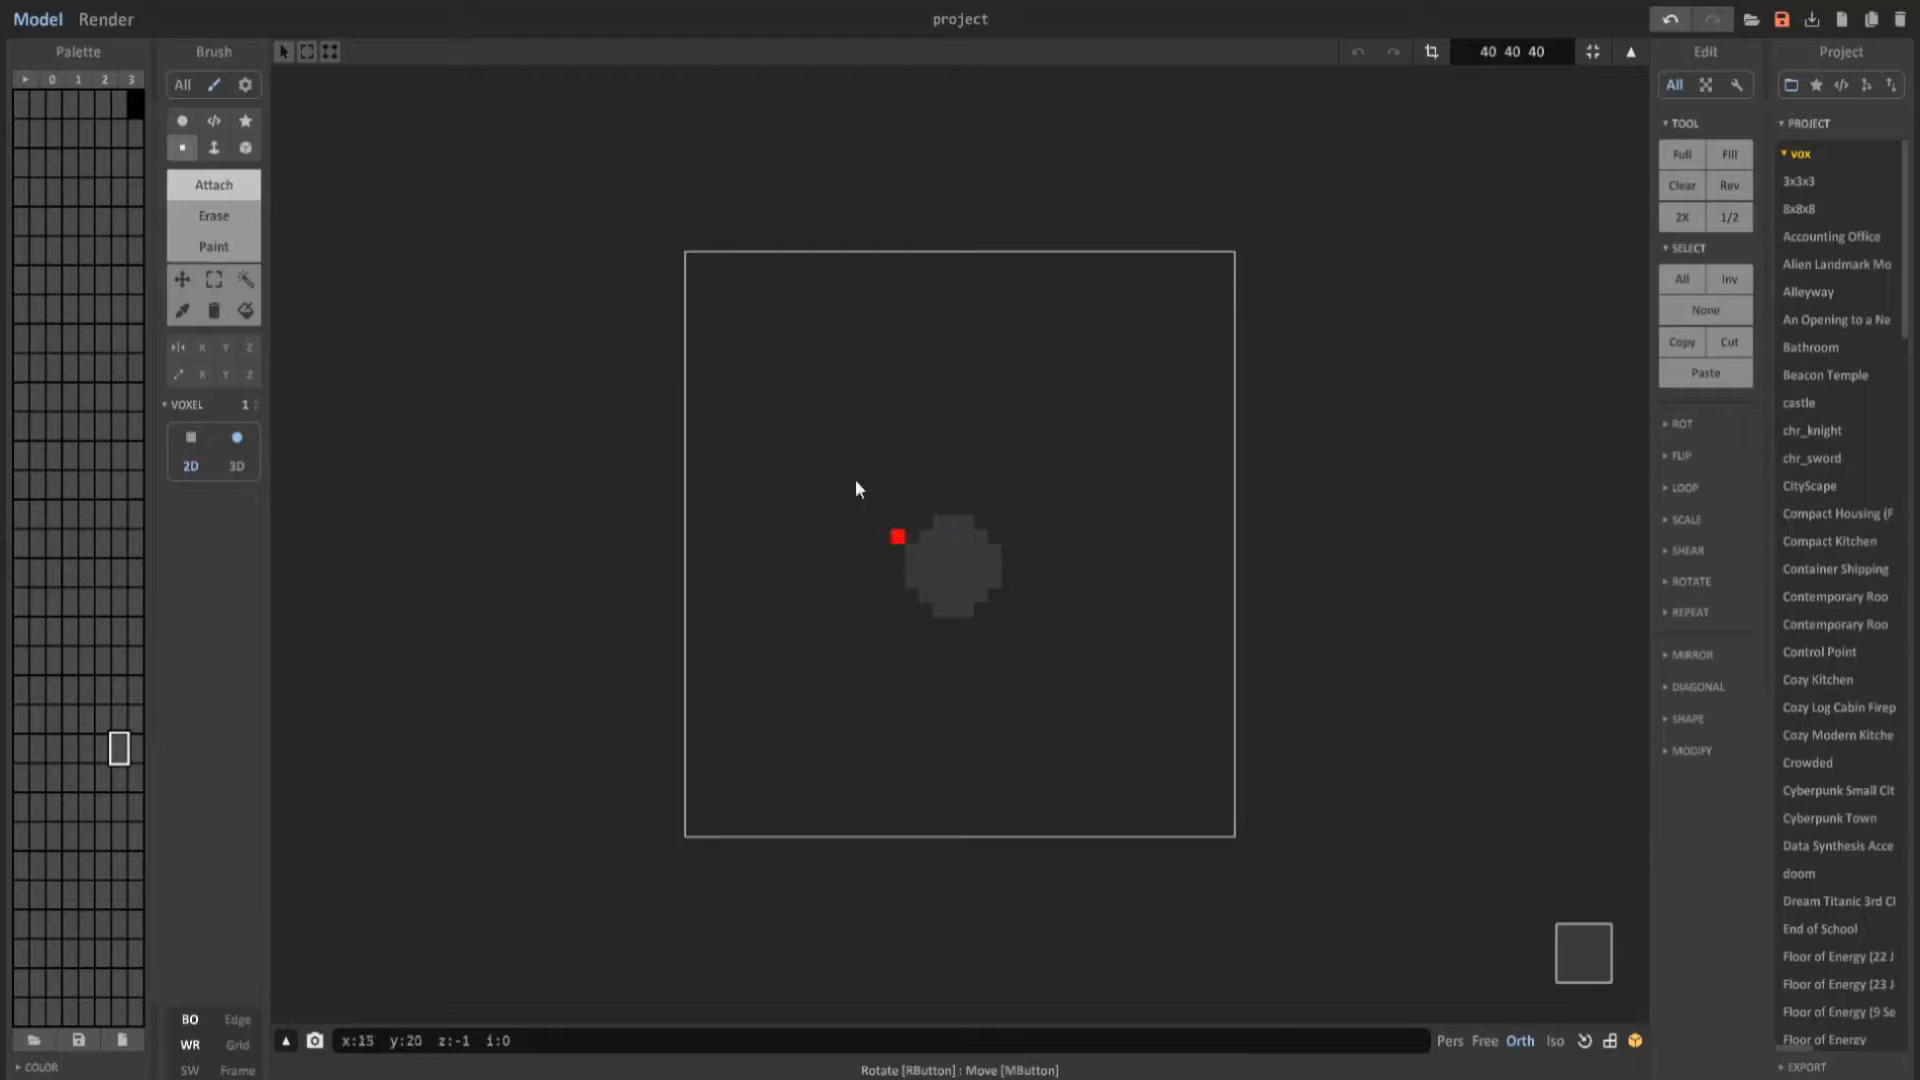 Model Render
project
Palette
Brush
40 40 40
Edit
Project
0 1 2 3
All
All
TOOL
PROJECT
Full Fill
Clear Rev
2X 1/2
SELECT
All Inv
None
Copy Cut
Paste
ROT
FLIP
LOOP
SCALE
SHEAR
ROTATE
REPEAT
MIRROR
DIAGONAL
SHAPE
MODIFY
Attach
Erase
Paint
X Y Z
X Y Z
VOXEL 1
2D 3D
vox
3x3x3
8x8x8
Accounting Office
Alien Landmark Mo
Alleyway
An Opening to a Ne
Bathroom
Beacon Temple
castle
chr_knight
chr_sword
CityScape
Compact Housing (F
Compact Kitchen
Container Shipping
Contemporary Roo
Contemporary Roo
Control Point
Cozy Kitchen
Cozy Log Cabin Firep
Cozy Modern Kitche
Crowded
Cyberpunk Small Cit
Cyberpunk Town
Data Synthesis Acce
doom
Dream Titanic 3rd Cl
End of School
Floor of Energy (22 J
Floor of Energy (23 J
Floor of Energy (9 Se
Floor of Energy
EXPORT
BO Edge
WR Grid
SW Frame
COLOR
x:15 y:20 z:-1 i:0
Pers Free Orth Iso
Rotate [RButton] : Move [MButton]